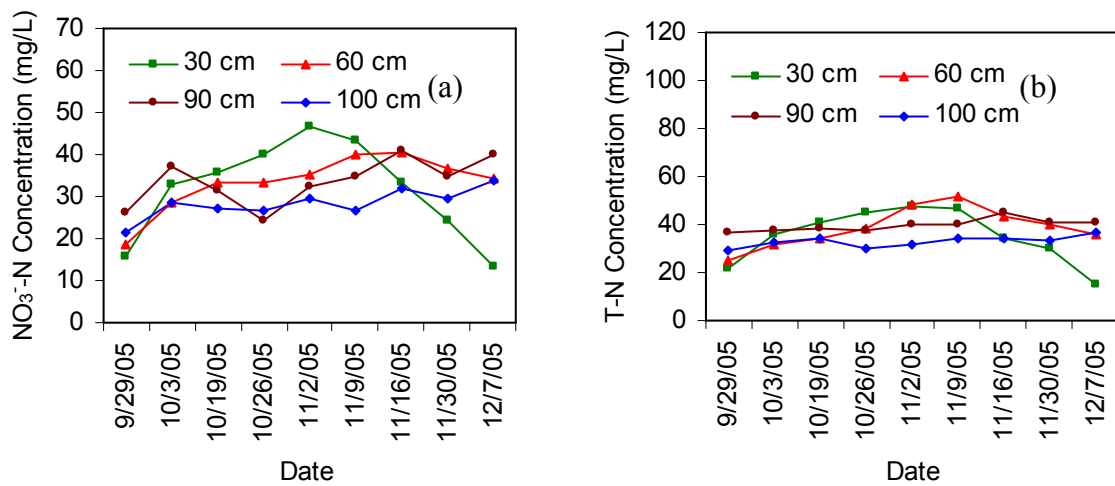 NO3⁻-N Concentration (mg/L)
70
60
50
40
30
20
10
0
30 cm
60 cm
90 cm
100 cm
(a)
9/29/05
10/3/05
10/19/05
10/26/05
11/2/05
11/9/05
11/16/05
11/30/05
12/7/05
Date
T-N Concentration (mg/L)
120
100
80
60
40
20
0
30 cm
60 cm
90 cm
100 cm
(b)
9/29/05
10/3/05
10/19/05
10/26/05
11/2/05
11/9/05
11/16/05
11/30/05
12/7/05
Date